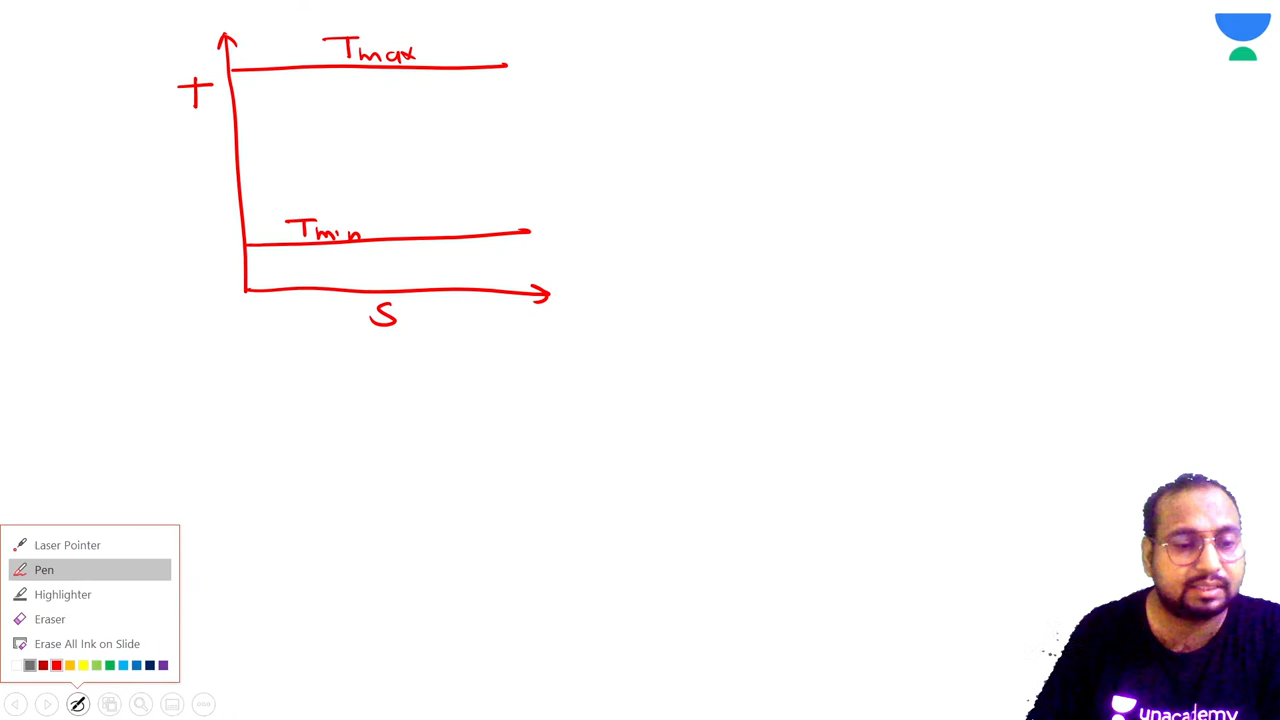 Tmax
T
Tmin
S
Laser Pointer
Pen
Highlighter
Eraser
Erase All Ink on Slide
unacademy